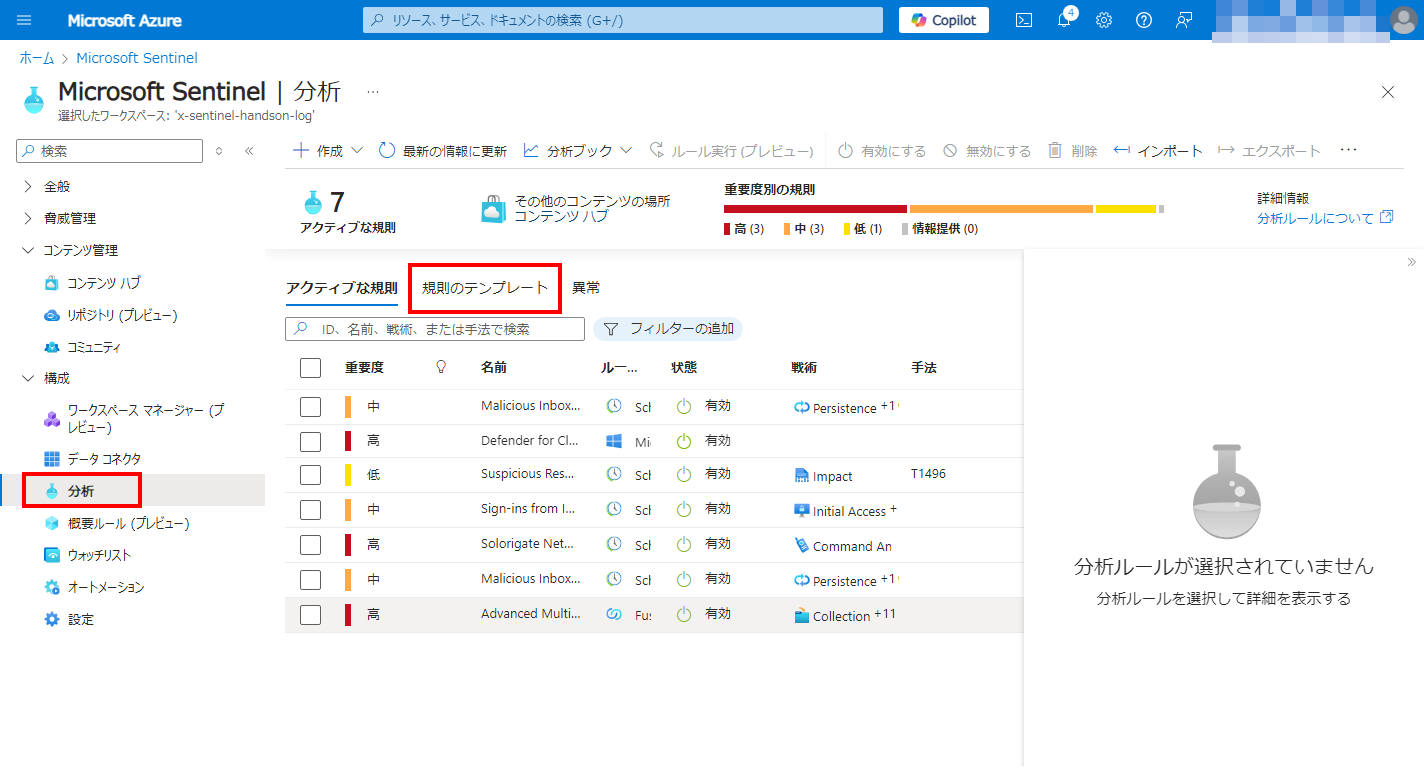 Microsoft Azure
リソース、サービス、ドキュメントの検索 (G+/)
Copilot
4
ホーム > Microsoft Sentinel
Microsoft Sentinel | 分析 ...
選択したワークスペース: 'x-sentinel-handson-log'
検索
全般
脅威管理
コンテンツ管理
コンテンツ ハブ
リポジトリ (プレビュー)
コミュニティ
構成
ワークスペース マネージャー (プ
レビュー)
データ コネクタ
分析
概要ルール (プレビュー)
ウォッチリスト
オートメーション
設定
作成 最新の情報に更新 分析ブック ルール実行 (プレビュー) 有効にする 無効にする 削除 インポート エクスポート ...
7
アクティブな規則
その他のコンテンツの場所
コンテンツ ハブ
重要度別の規則
高 (3) 中 (3) 低 (1) 情報提供 (0)
詳細情報
分析ルールについて
アクティブな規則 規則のテンプレート 異常
ID、名前、戦術、または手法で検索 フィルターの追加
重要度 名前 ルー... 状態 戦術 手法
中 Malicious Inbox... Scl 有効 Persistence +1
高 Defender for Cl... Mi 有効
低 Suspicious Res... Scl 有効 Impact T1496
中 Sign-ins from I... Scl 有効 Initial Access +
高 Solorigate Net... Scl 有効 Command An
中 Malicious Inbox... Scl 有効 Persistence +1
高 Advanced Multi... Fus 有効 Collection +11
分析ルールが選択されていません
分析ルールを選択して詳細を表示する